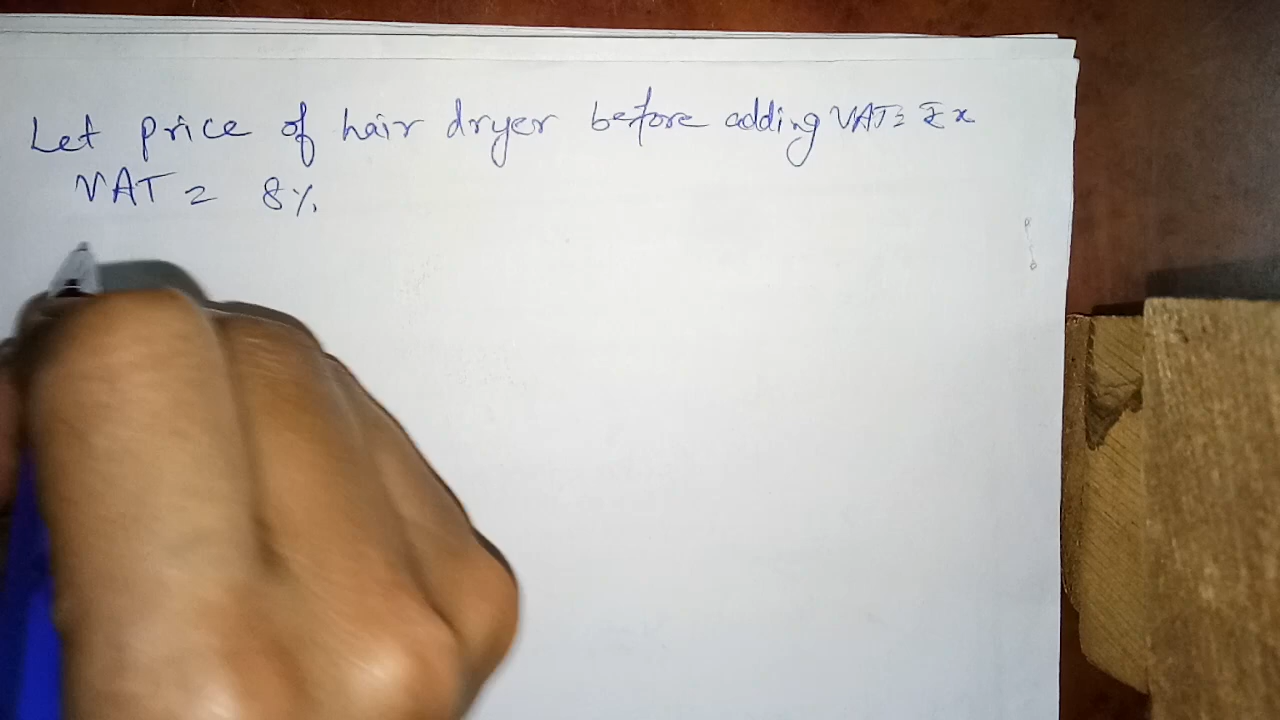 Let price of hair dryer before adding VAT = ₹ x
VAT = 8%